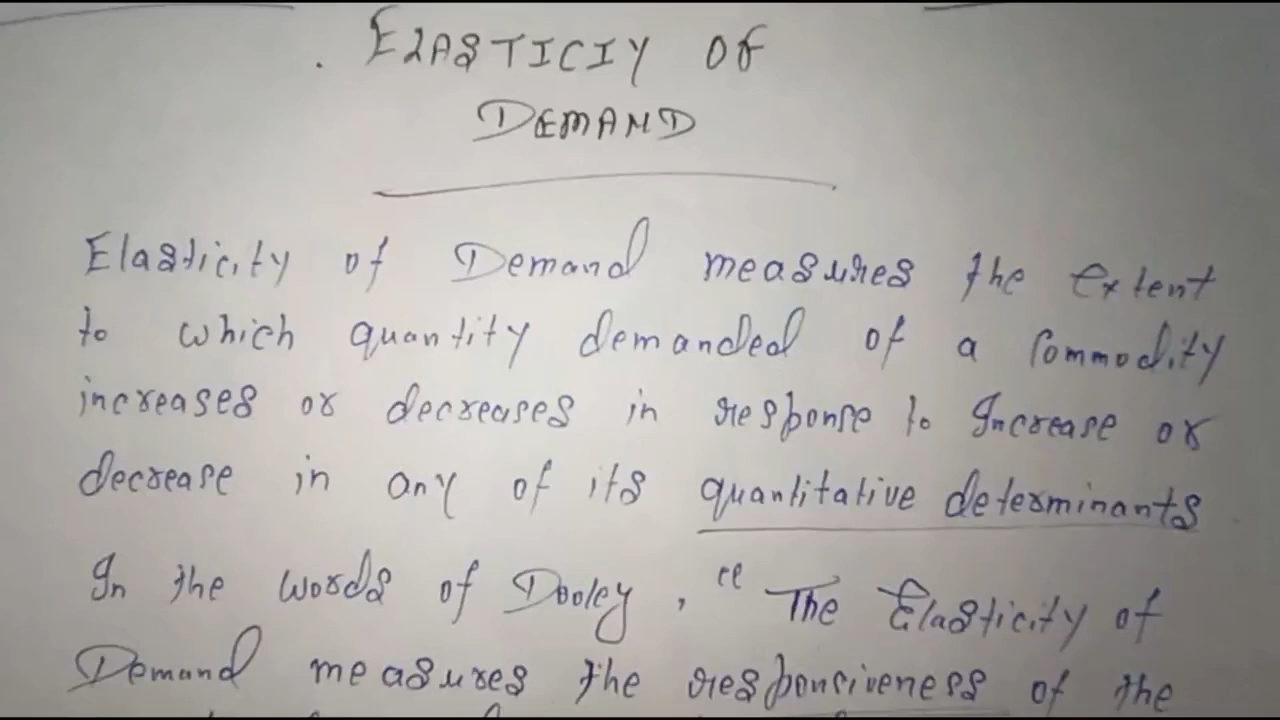 ELASTICIY OF
DEMAND
Elasticity of Demand measures the extent
to which quantity demanded of a Commodity
increases or decreases in response to Increase or
decrease in any of its quantitative determinants
In the words of Dooley, "The Elasticity of
Demand measures the responsiveness of the